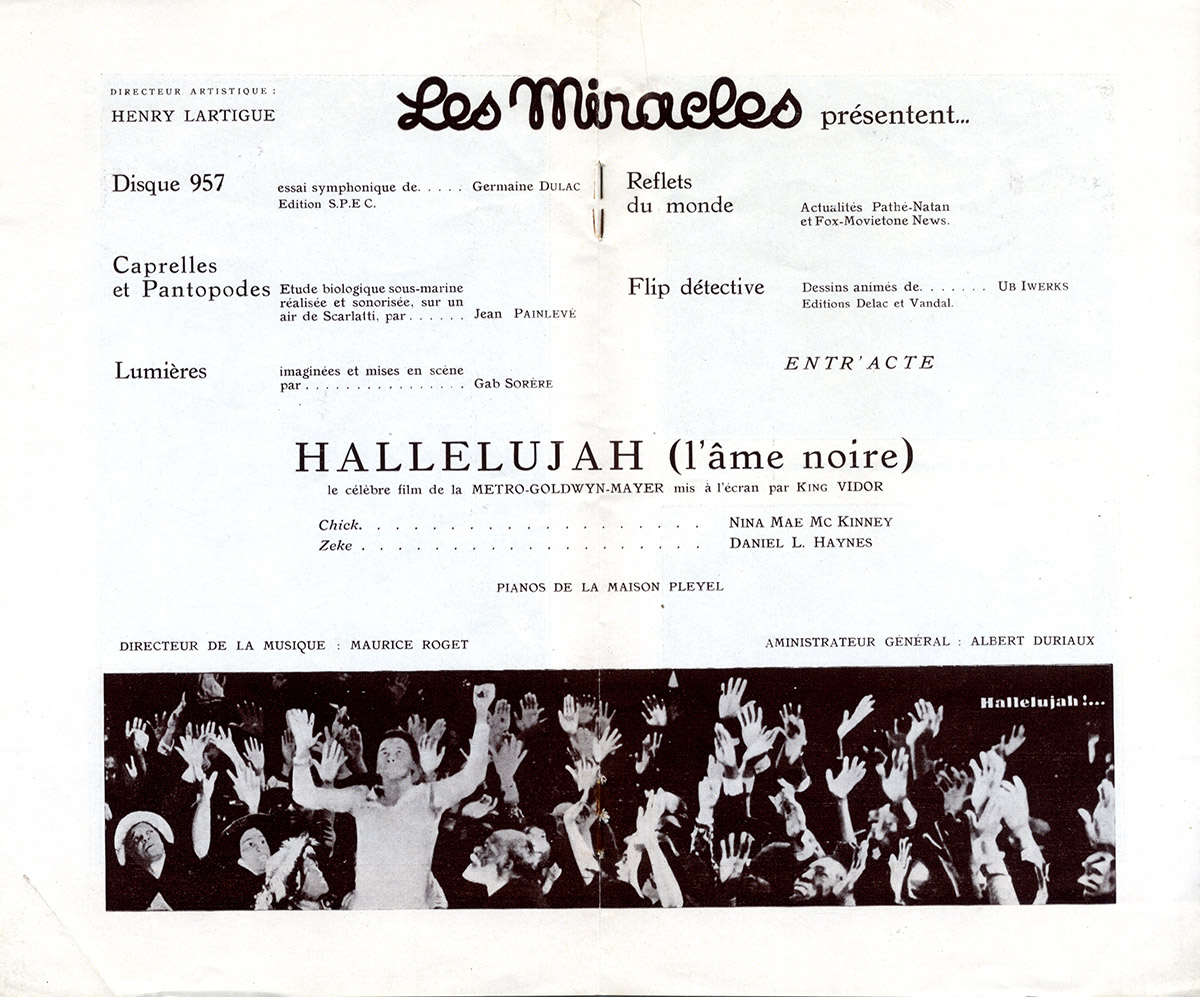 DIRECTEUR ARTISTIQUE :
HENRY LARTIGUE
Les Miracles présentent...
Disque 957
essai symphonique de. . . . . Germaine DULAC
Edition S.P.E C.
Caprelles
et Pantopodes
Etude biologique sous-marine
réalisée et sonorisée, sur un
air de Scarlatti, par . . . . . . Jean PAINLEVÉ
Lumières
imaginées et mises en scène
par . . . . . . . . . . . . . . . . Gab SORÈRE
Reflets
du monde
Actualités Pathé-Natan
et Fox-Movietone News.
Flip détective
Dessins animés de. . . . . . . UB IWERKS
Editions Delac et Vandal.
ENTR'ACTE
HALLELUJAH (l'âme noire)
le célèbre film de la METRO-GOLDWYN-MAYER mis à l'écran par KING VIDOR
Chick. . . . . . . . . . . . . . . . . . . NINA MAE MC KINNEY
Zeke . . . . . . . . . . . . . . . . . . . DANIEL L. HAYNES
PIANOS DE LA MAISON PLEYEL
DIRECTEUR DE LA MUSIQUE : MAURICE ROGET
AMINISTRATEUR GÉNÉRAL : ALBERT DURIAUX
Hallelujah !....